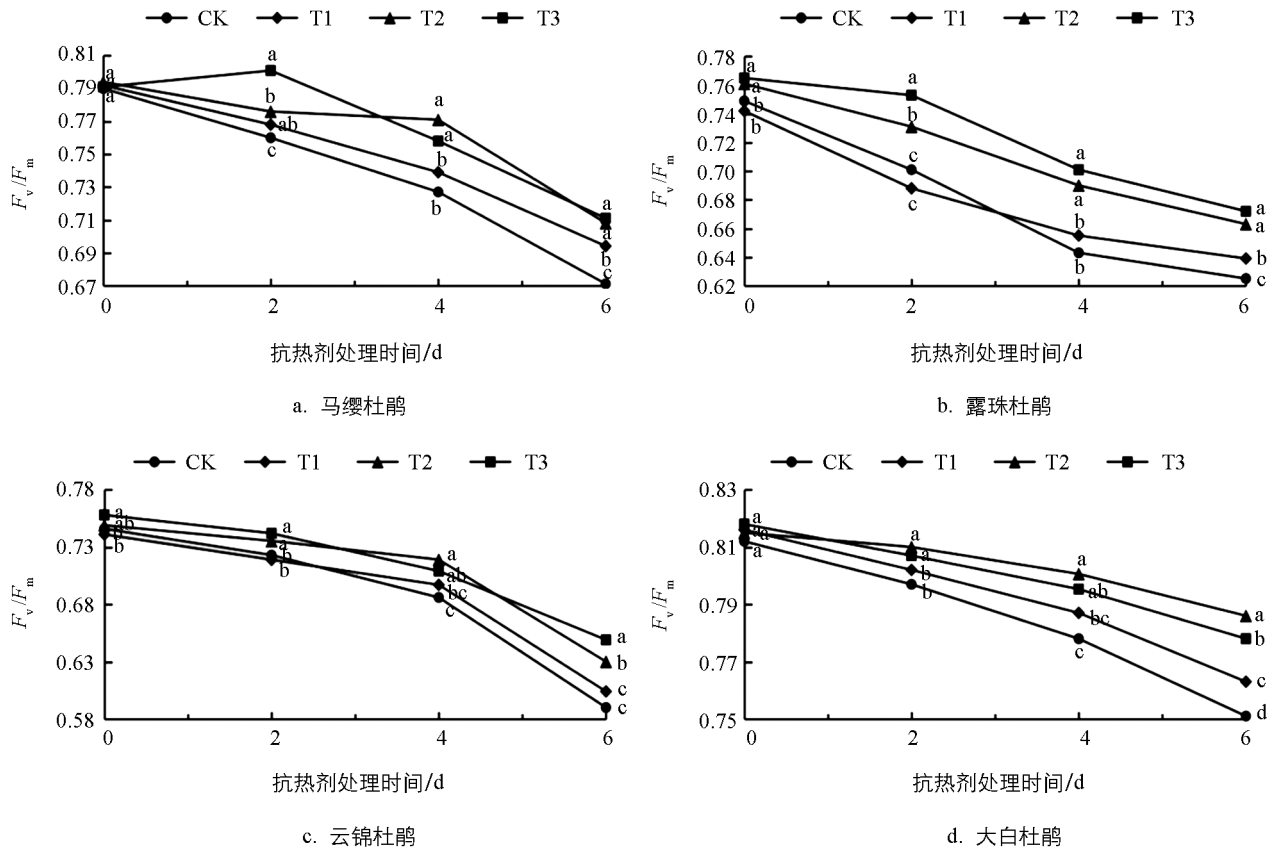 CK T1 T2 T3
0.81
0.79
0.77
0.75
0.73
0.71
0.69
0.67
Fv/Fm
a
a
a
b
ab
c
a
a
b
b
a
a
b
c
0 2 4 6
抗热剂处理时间/d
a. 马缨杜鹃
CK T1 T2 T3
0.78
0.76
0.74
0.72
0.70
0.68
0.66
0.64
0.62
Fv/Fm
a
a
b
b
a
b
c
c
a
a
b
b
a
a
b
c
0 2 4 6
抗热剂处理时间/d
b. 露珠杜鹃
CK T1 T2 T3
0.78
0.73
0.68
0.63
0.58
Fv/Fm
a
ab
b
b
a
a
b
b
a
ab
bc
c
a
b
c
c
0 2 4 6
抗热剂处理时间/d
c. 云锦杜鹃
CK T1 T2 T3
0.83
0.81
0.79
0.77
0.75
Fv/Fm
a
a
a
a
a
a
b
b
a
ab
bc
c
a
b
c
d
0 2 4 6
抗热剂处理时间/d
d. 大白杜鹃